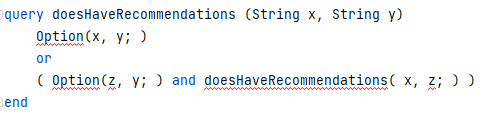 query doesHaveRecommendations (String x, String y)
Option(x, y; )
or
( Option(z, y; ) and doesHaveRecommendations( x, z; ) )
end